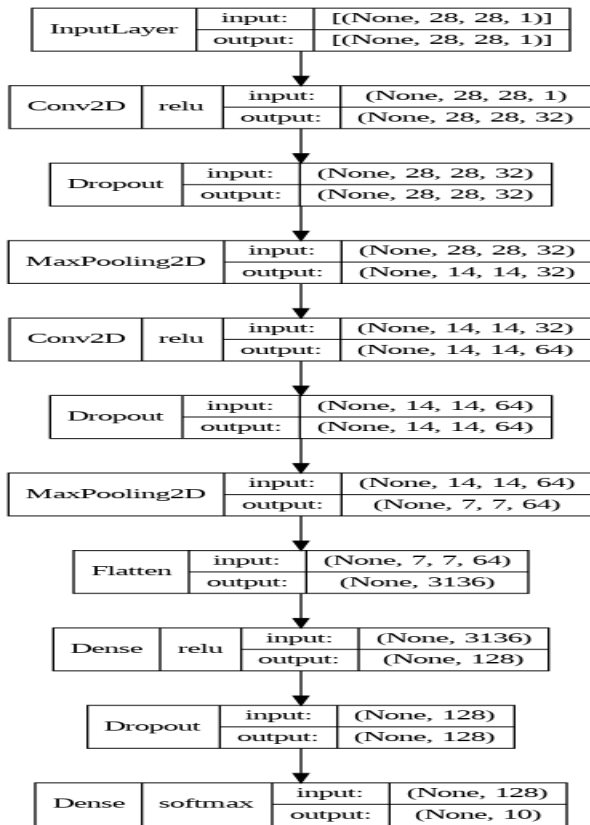 InputLayer input: [(None, 28, 28, 1)]
output: [(None, 28, 28, 1)]
Conv2D relu input: (None, 28, 28, 1)
output: (None, 28, 28, 32)
Dropout input: (None, 28, 28, 32)
output: (None, 28, 28, 32)
MaxPooling2D input: (None, 28, 28, 32)
output: (None, 14, 14, 32)
Conv2D relu input: (None, 14, 14, 32)
output: (None, 14, 14, 64)
Dropout input: (None, 14, 14, 64)
output: (None, 14, 14, 64)
MaxPooling2D input: (None, 14, 14, 64)
output: (None, 7, 7, 64)
Flatten input: (None, 7, 7, 64)
output: (None, 3136)
Dense relu input: (None, 3136)
output: (None, 128)
Dropout input: (None, 128)
output: (None, 128)
Dense softmax input: (None, 128)
output: (None, 10)